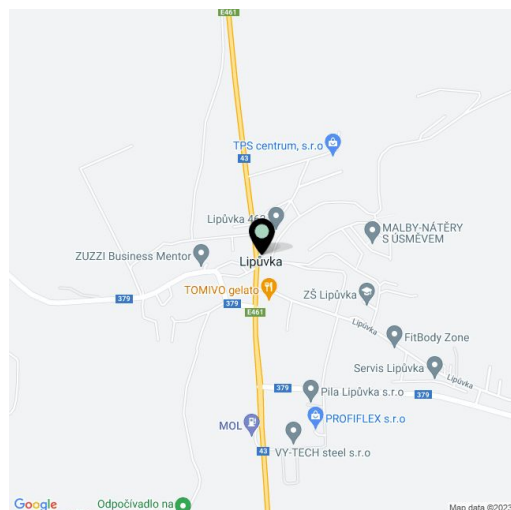 E461
TPS centrum, s.r.o
43
Lipůvka 462
MALBY-NÁTĚRY
S ÚSMĚVEM
ZUZZI Business Mentor
Lipůvka
TOMIVO gelato
ZŠ Lipůvka
379
379
E461
Lipůvka
FitBody Zone
Servis Lipůvka
Lipůvka
379
Pila Lipůvka s.r.o
379
PROFIFLEX s.r.o
MOL
43
VY-TECH steel s.r.o
Odpočívadlo na
Google
Map data ©2023